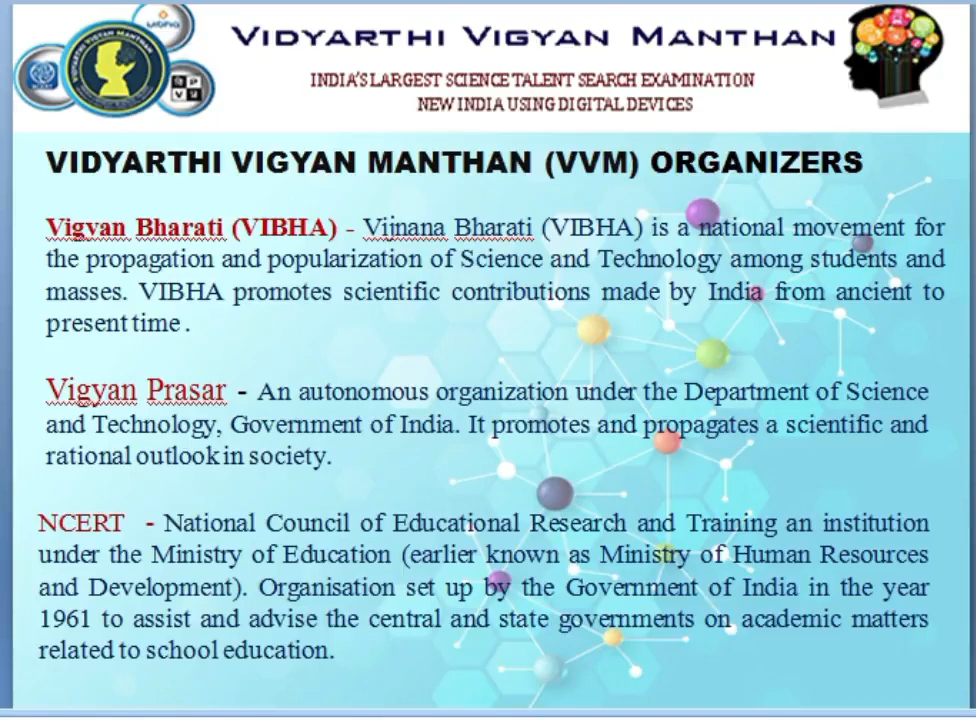 VIDYARTHI VIGYAN MANTHAN
INDIA'S LARGEST SCIENCE TALENT SEARCH EXAMINATION
NEW INDIA USING DIGITAL DEVICES
VIDYARTHI VIGYAN MANTHAN (VVM) ORGANIZERS
Vigyan Bharati (VIBHA) - Vijnana Bharati (VIBHA) is a national movement for
the propagation and popularization of Science and Technology among students and
masses. VIBHA promotes scientific contributions made by India from ancient to
present time .
Vigyan Prasar - An autonomous organization under the Department of Science
and Technology, Government of India. It promotes and propagates a scientific and
rational outlook in society.
NCERT - National Council of Educational Research and Training an institution
under the Ministry of Education (earlier known as Ministry of Human Resources
and Development). Organisation set up by the Government of India in the year
1961 to assist and advise the central and state governments on academic matters
related to school education.